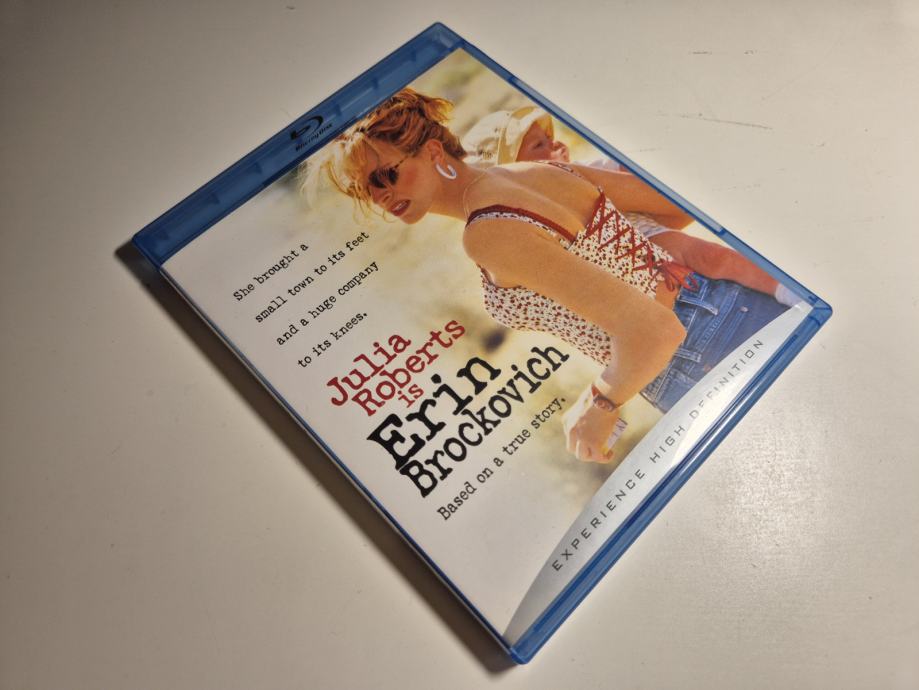 Blu-ray Disc
She brought a
small town to its feet
and a huge company
to its knees.
Julia
Roberts
is
Erin
Brockovich
Based on a true story.
EXPERIENCE HIGH DEFINITION